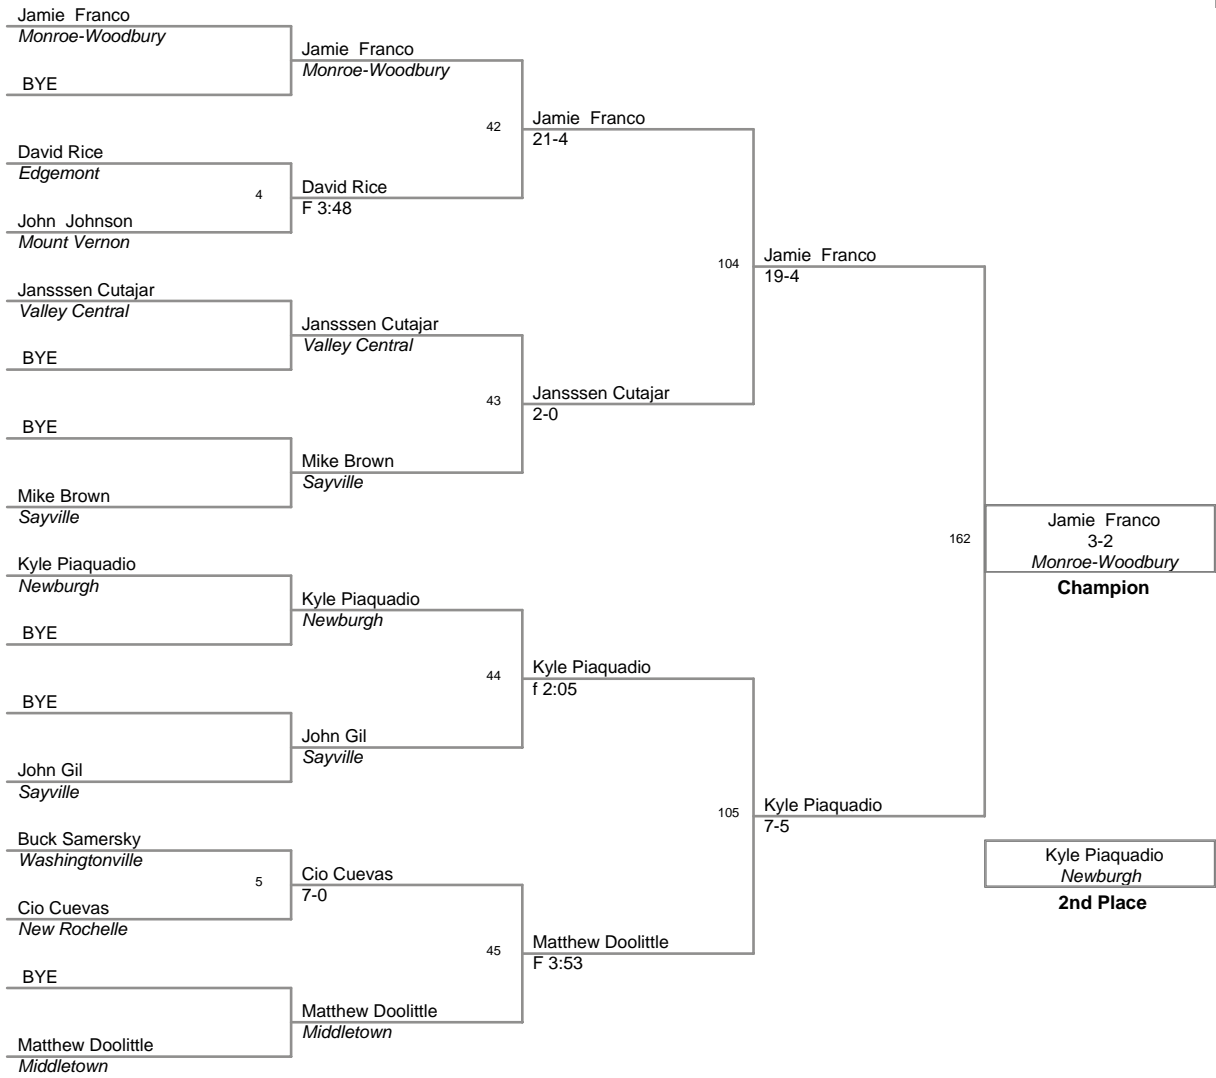 Jamie  Franco
Monroe-Woodbury
Jamie  Franco
Monroe-Woodbury
BYE
Jamie  Franco
42
21-4
David Rice
Edgemont
David Rice
4
F 3:48
John  Johnson
Mount Vernon
Jamie  Franco
104
19-4
Jansssen Cutajar
Valley Central
Jansssen Cutajar
Valley Central
BYE
Jansssen Cutajar
43
2-0
BYE
Mike Brown
Sayville
Mike Brown
Sayville
Jamie  Franco
162
3-2
Monroe-Woodbury
Champion
Kyle Piaquadio
Newburgh
Kyle Piaquadio
Newburgh
BYE
Kyle Piaquadio
44
f 2:05
BYE
John Gil
Sayville
John Gil
Sayville
Kyle Piaquadio
105
7-5
Buck Samersky
Washingtonville
Cio Cuevas
5
7-0
Cio Cuevas
New Rochelle
Kyle Piaquadio
Newburgh
2nd Place
Matthew Doolittle
45
F 3:53
BYE
Matthew Doolittle
Middletown
Matthew Doolittle
Middletown